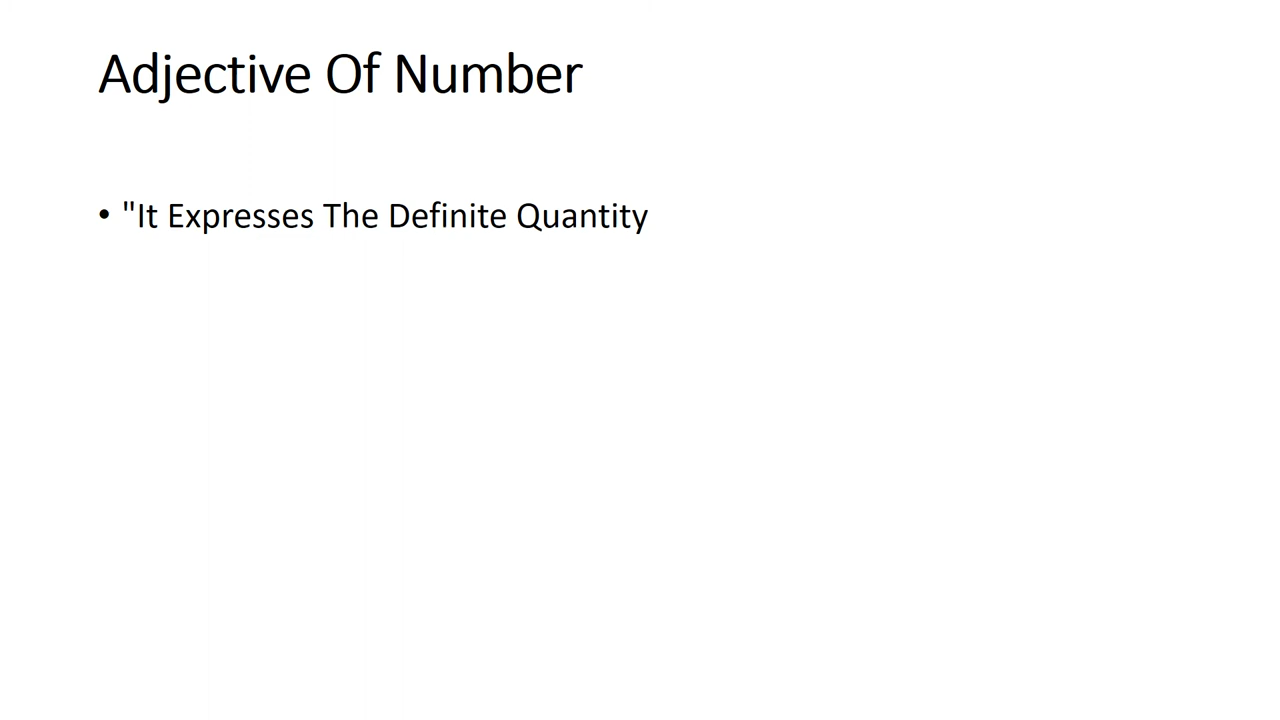 Adjective Of Number
• "It Expresses The Definite Quantity